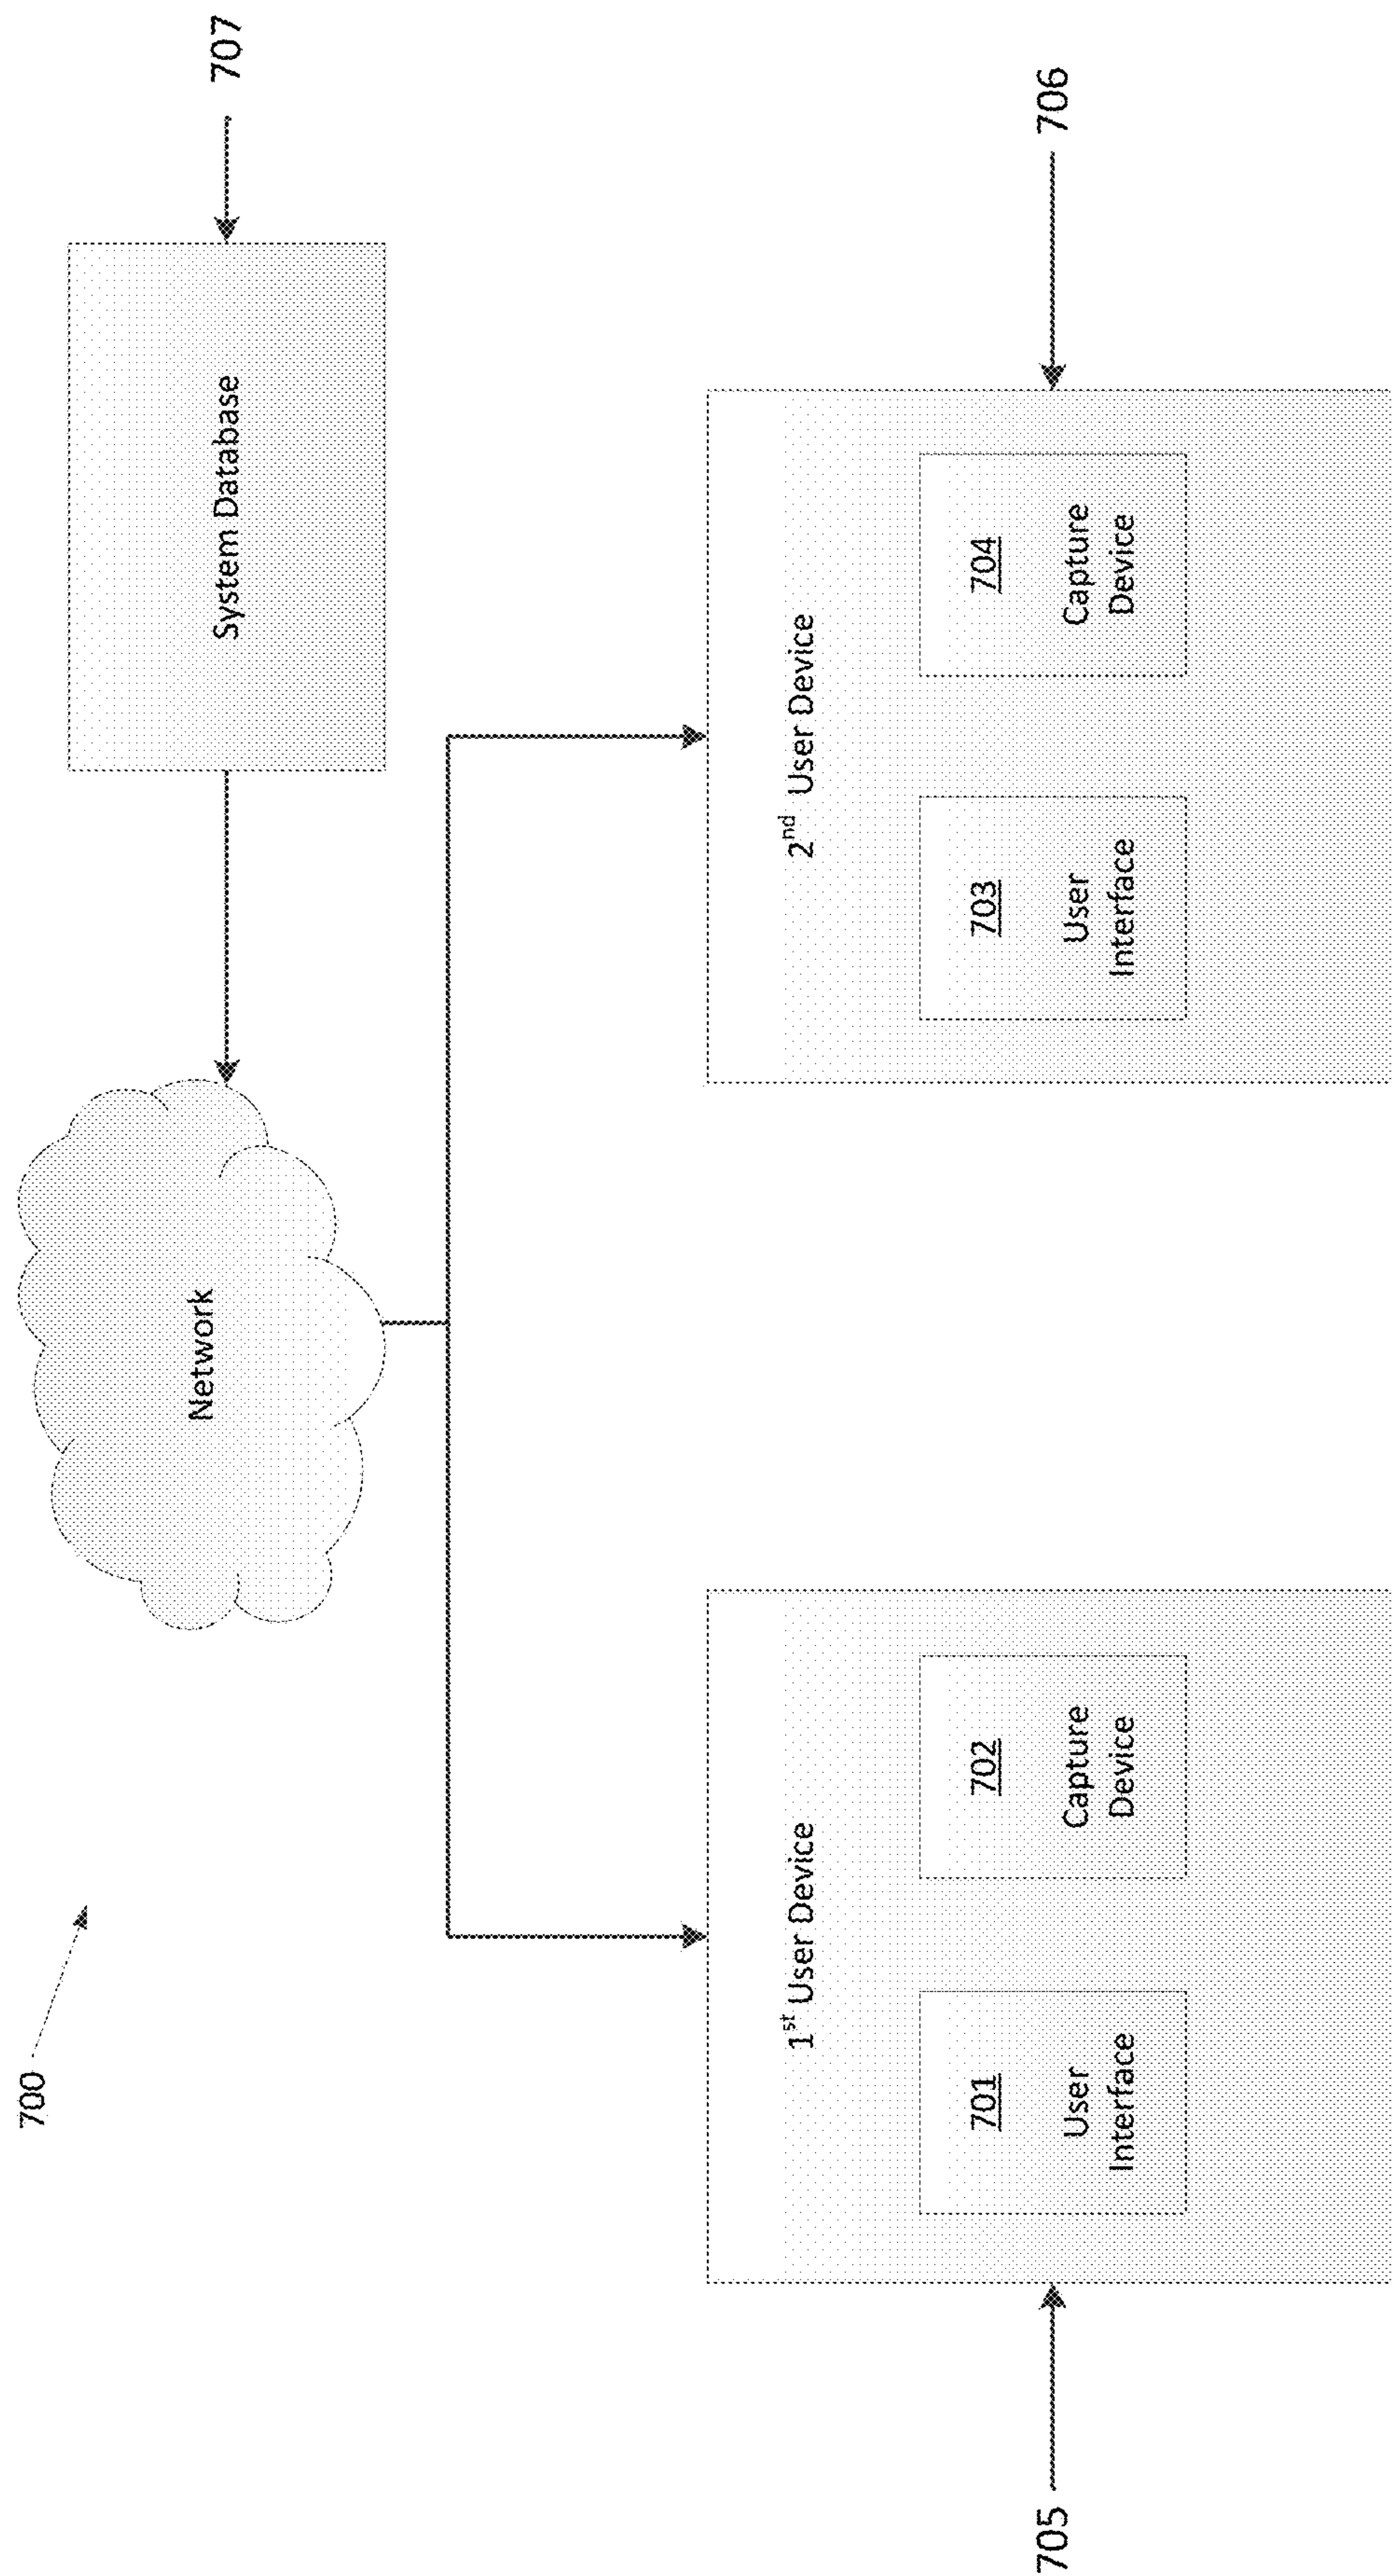 700
Network
System Database
707
1st User Device
701
User
Interface
702
Capture
Device
705
2nd User Device
703
User
Interface
704
Capture
Device
706